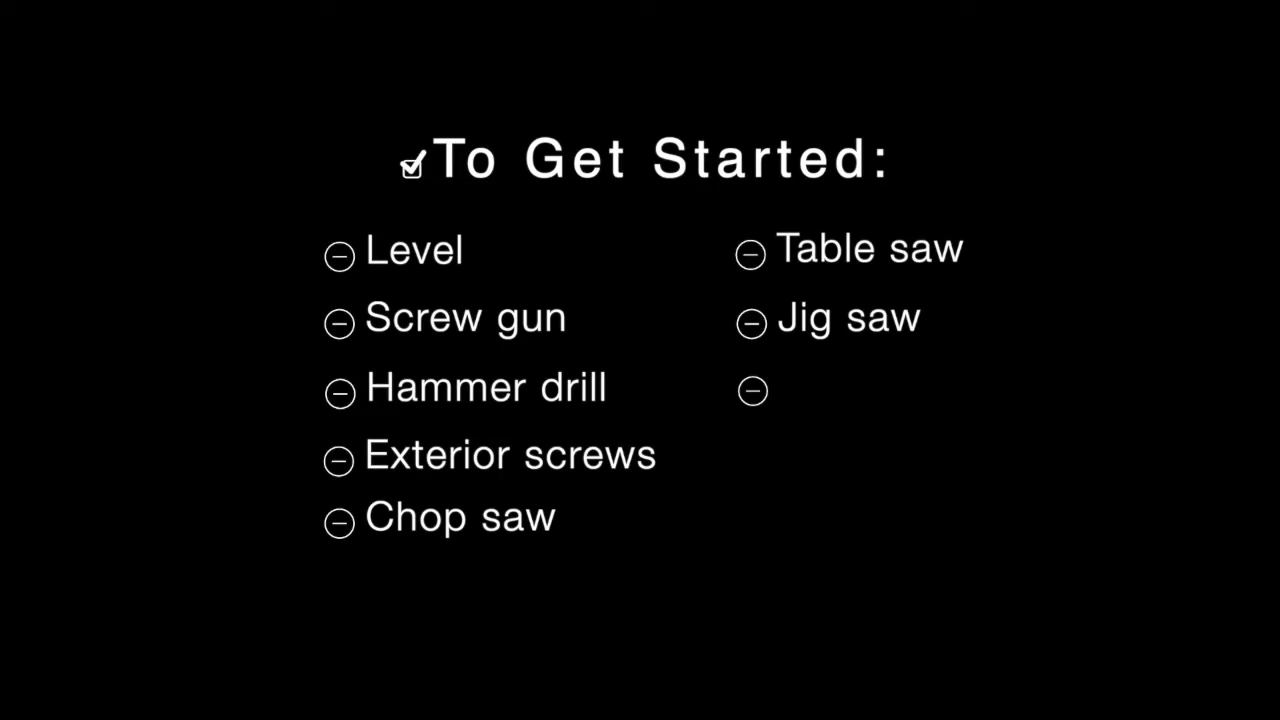 To Get Started:
Level
Screw gun
Hammer drill
Exterior screws
Chop saw
Table saw
Jig saw